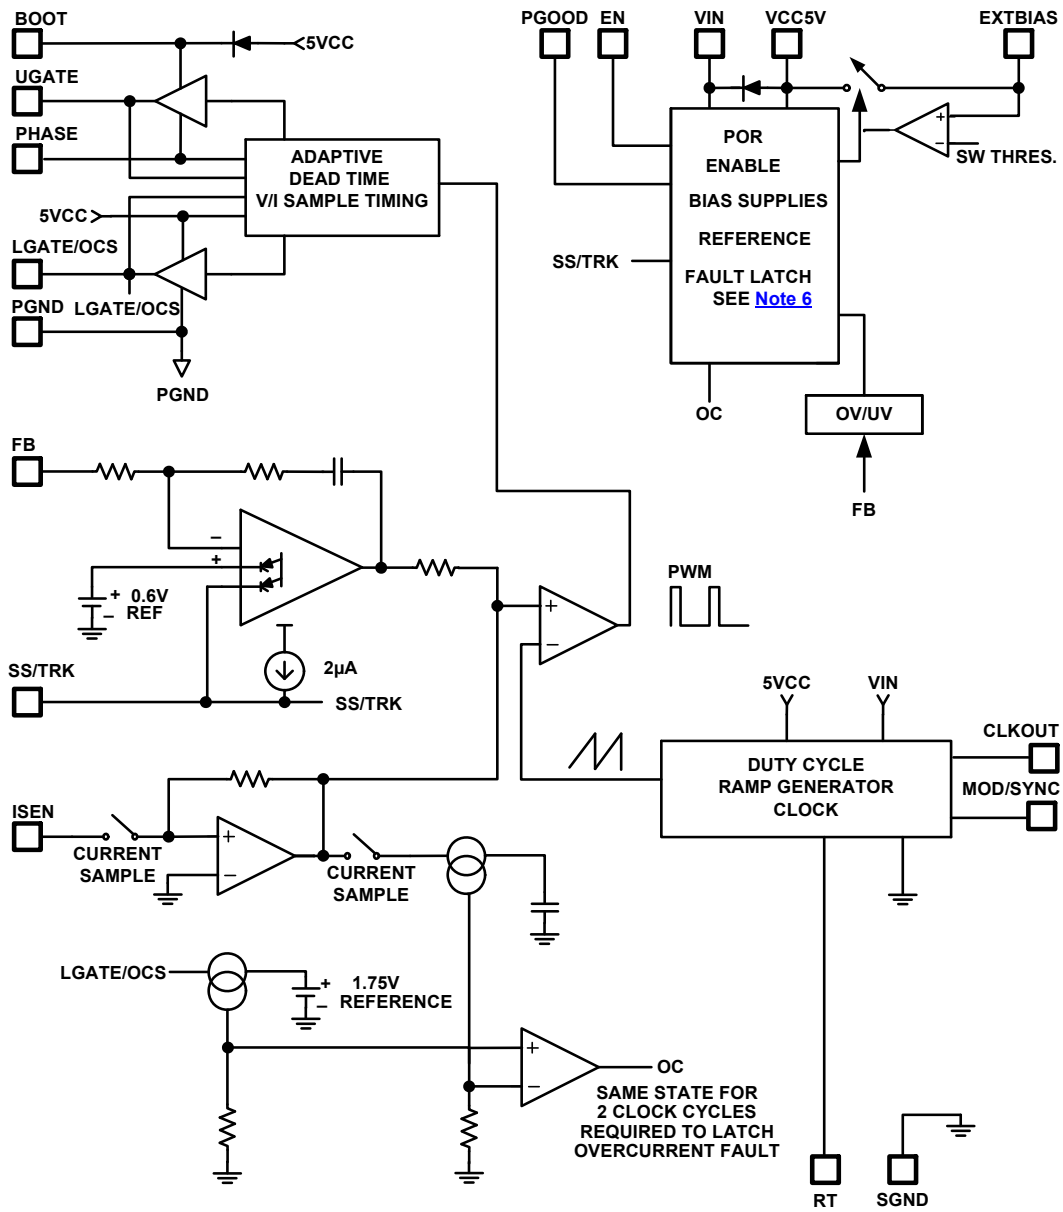 BOOT
5VCC
UGATE
PHASE
ADAPTIVE
DEAD TIME
V/I SAMPLE TIMING
5VCC
LGATE/OCS
LGATE/OCS
PGND
PGND
PGOOD EN VIN VCC5V EXTBIAS
POR
ENABLE
BIAS SUPPLIES
REFERENCE
FAULT LATCH
SEE Note 6
+
–
SW THRES.
SS/TRK
OC
OV/UV
FB
FB
–
+
+ 0.6V
– REF
2µA
SS/TRK
SS/TRK
+
–
PWM
5VCC VIN
DUTY CYCLE
RAMP GENERATOR
CLOCK
CLKOUT
MOD/SYNC
ISEN
CURRENT
SAMPLE
+
–
CURRENT
SAMPLE
LGATE/OCS
+ 1.75V
– REFERENCE
+
–
OC
SAME STATE FOR
2 CLOCK CYCLES
REQUIRED TO LATCH
OVERCURRENT FAULT
RT SGND